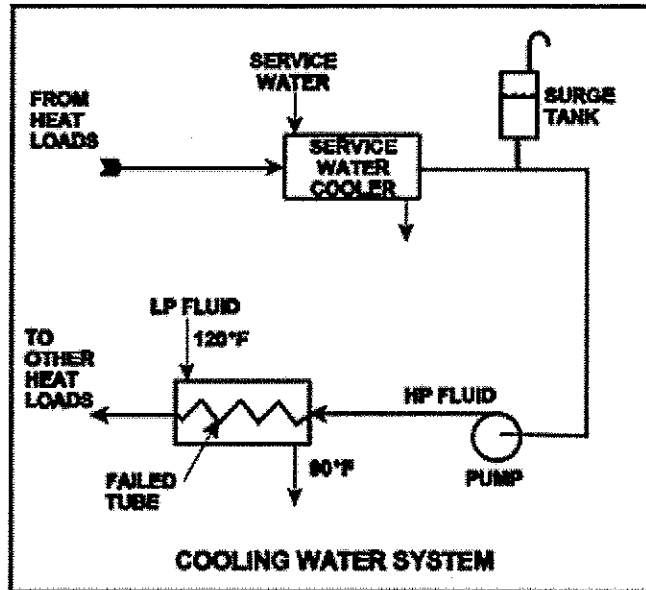 SERVICE
WATER
FROM
HEAT
LOADS
SURGE
TANK
SERVICE
WATER
COOLER
LP FLUID
120°F
TO
OTHER
HEAT
LOADS
HP FLUID
FAILED
TUBE
90°F
PUMP
COOLING WATER SYSTEM